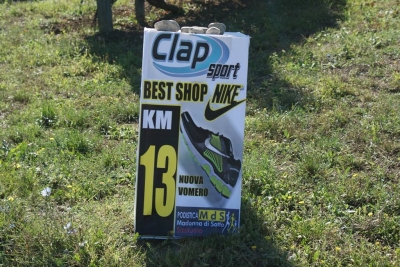 Clap
sport
BEST SHOP NIKE
KM
13
NUOVA
VOMERO
PODISTICA MdS
Madonna di Sotto